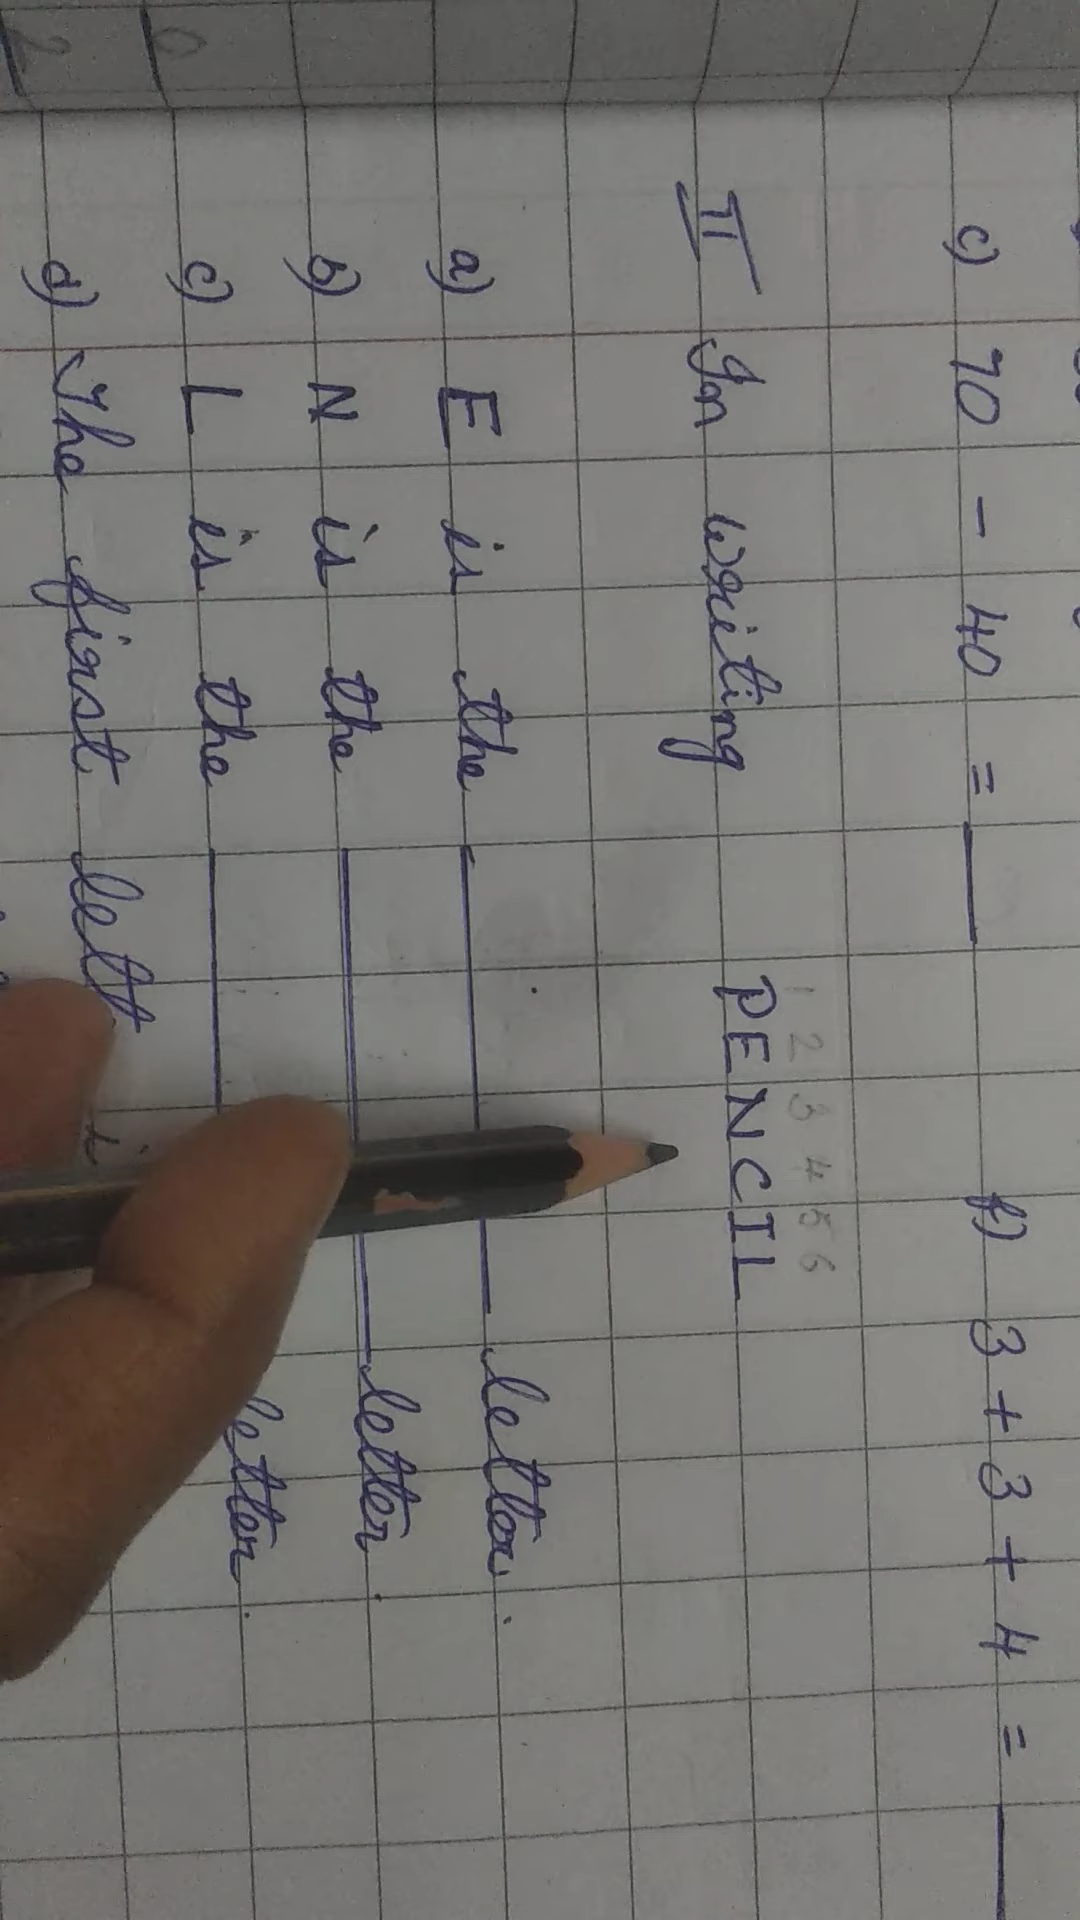 c) 70 - 40 = f) 3 + 3 + 4 =
1 2 3 4 5 6
II In writing PENCIL
a) E is the letter.
b) N is the letter.
c) L is the letter.
d) The first